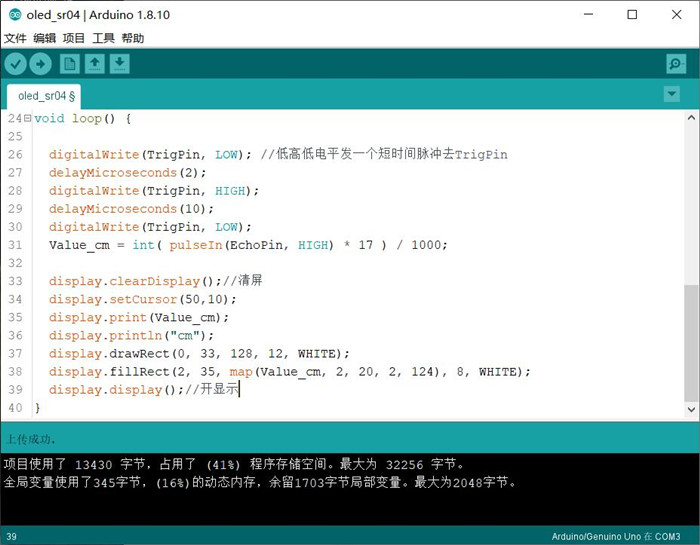 oled_sr04 | Arduino 1.8.10
文件 编辑 项目 工具 帮助
oled_sr04 §
24 void loop() {
25
26 digitalWrite(TrigPin, LOW); //低高低电平发一个短时间脉冲去TrigPin
27 delayMicroseconds(2);
28 digitalWrite(TrigPin, HIGH);
29 delayMicroseconds(10);
30 digitalWrite(TrigPin, LOW);
31 Value_cm = int( pulseIn(EchoPin, HIGH) * 17 ) / 1000;
32
33 display.clearDisplay();//清屏
34 display.setCursor(50,10);
35 display.print(Value_cm);
36 display.println("cm");
37 display.drawRect(0, 33, 128, 12, WHITE);
38 display.fillRect(2, 35, map(Value_cm, 2, 20, 2, 124), 8, WHITE);
39 display.display();//开显示
40 }
上传成功。
项目使用了 13430 字节，占用了 (41%) 程序存储空间。最大为 32256 字节。
全局变量使用了345字节，(16%)的动态内存，余留1703字节局部变量。最大为2048字节。
39 Arduino/Genuino Uno 在 COM3